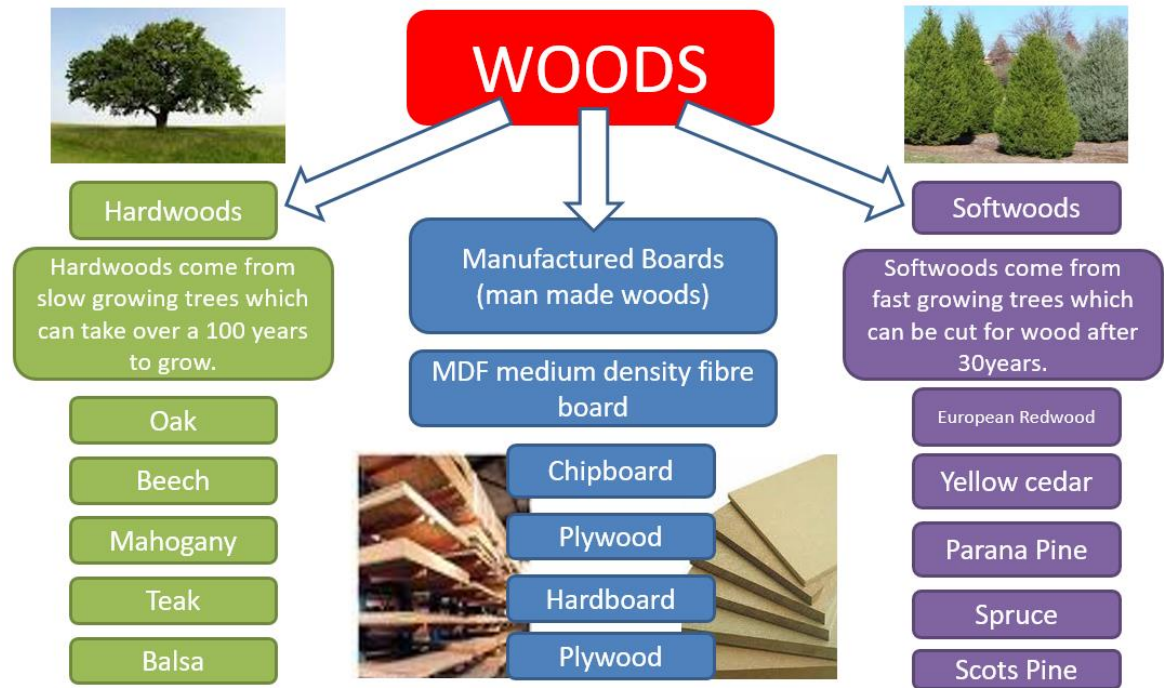 WOODS
Hardwoods
Hardwoods come from
slow growing trees which
can take over a 100 years
to grow.
Oak
Beech
Mahogany
Teak
Balsa
Manufactured Boards
(man made woods)
MDF medium density fibre
board
Chipboard
Plywood
Hardboard
Plywood
Softwoods
Softwoods come from
fast growing trees which
can be cut for wood after
30years.
European Redwood
Yellow cedar
Parana Pine
Spruce
Scots Pine